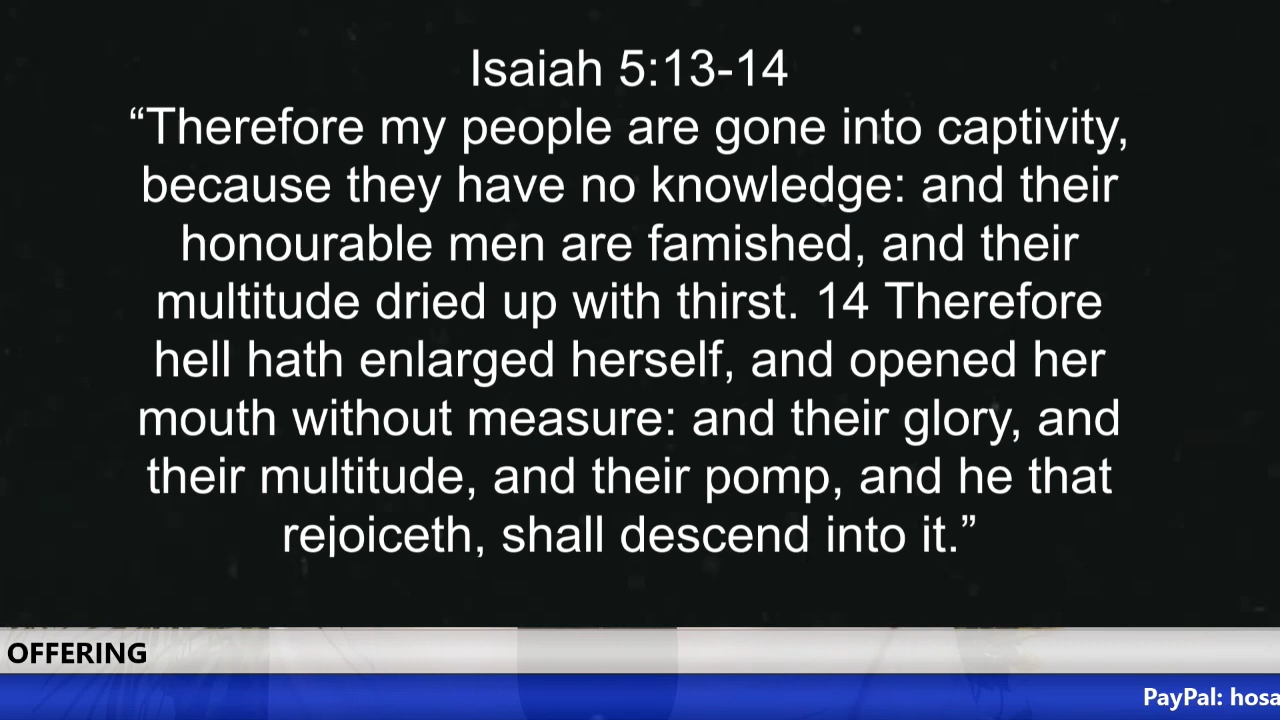 Isaiah 5:13-14
“Therefore my people are gone into captivity,
because they have no knowledge: and their
honourable men are famished, and their
multitude dried up with thirst. 14 Therefore
hell hath enlarged herself, and opened her
mouth without measure: and their glory, and
their multitude, and their pomp, and he that
rejoiceth, shall descend into it.”
OFFERING
PayPal: